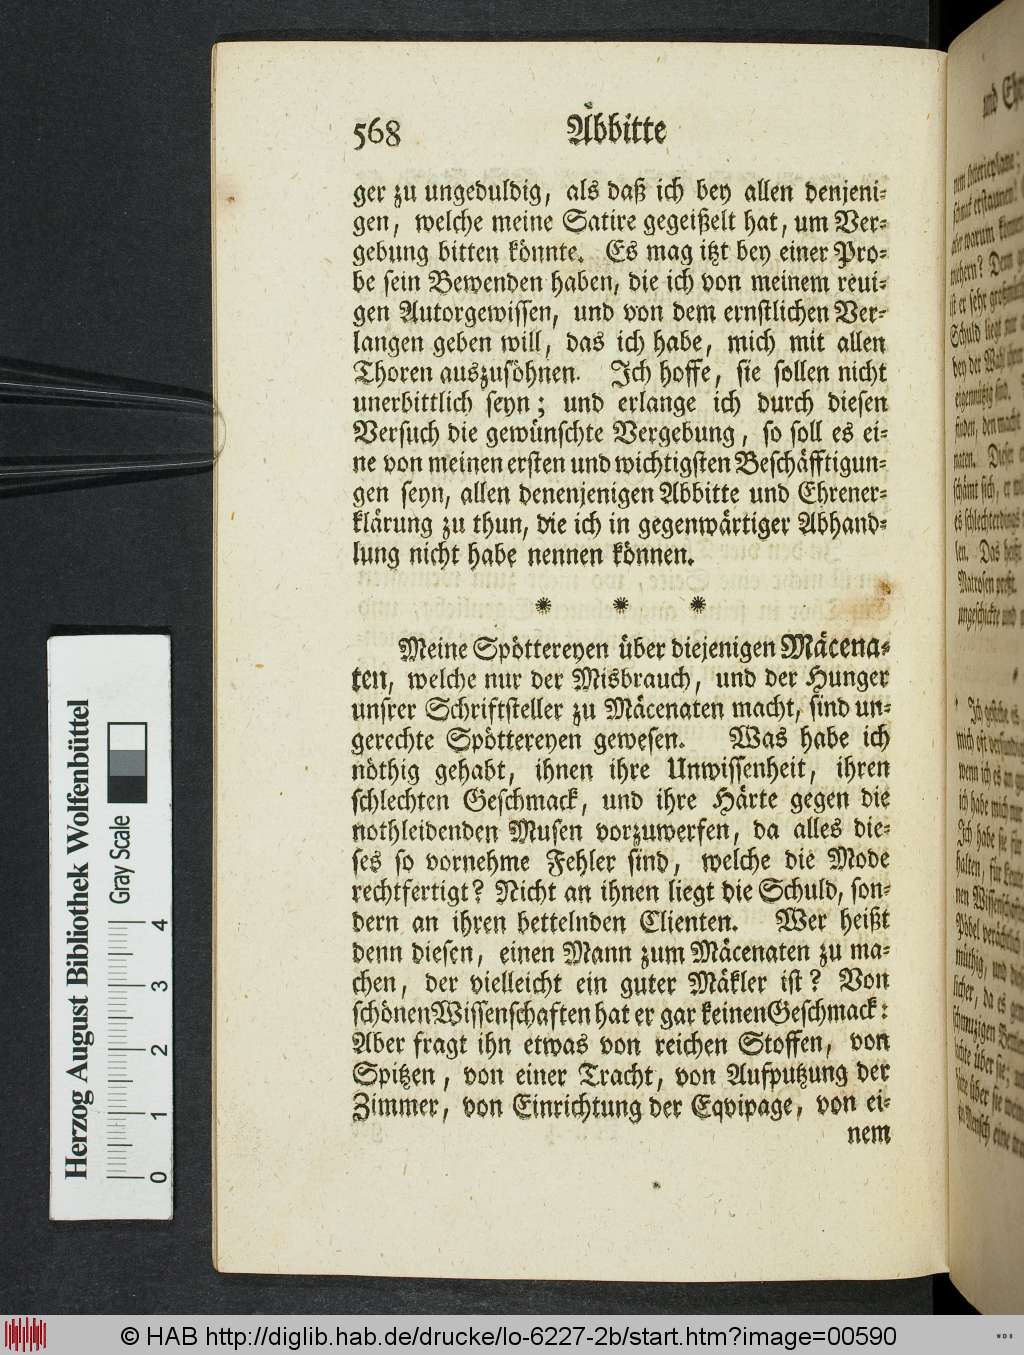 568 Abbitte
ger zu ungeduldig, als daß ich bey allen denjeni-
gen, welche meine Satire gegeißelt hat, um Ver-
gebung bitten könnte. Es mag itzt bey einer Pro-
be sein Bewenden haben, die ich von meinem reui-
gen Autorgewissen, und von dem ernstlichen Ver-
langen geben will, das ich habe, mich mit allen
Thoren auszusöhnen. Ich hoffe, sie sollen nicht
unerbittlich seyn; und erlange ich durch diesen
Versuch die gewünschte Vergebung, so soll es ei-
ne von meinen ersten und wichtigsten Beschäfftigun-
gen seyn, allen denenjenigen Abbitte und Ehrener-
klärung zu thun, die ich in gegenwärtiger Abhand-
lung nicht habe nennen können.
* * *
Meine Spöttereyen über diejenigen Mäcena-
ten, welche nur der Misbrauch, und der Hunger
unsrer Schriftsteller zu Mäcenaten macht, sind un-
gerechte Spöttereyen gewesen. Was habe ich
nöthig gehabt, ihnen ihre Unwissenheit, ihren
schlechten Geschmack, und ihre Härte gegen die
nothleidenden Musen vorzuwerfen, da alles die-
ses so vornehme Fehler sind, welche die Mode
rechtfertigt? Nicht an ihnen liegt die Schuld, son-
dern an ihren bettelnden Clienten. Wer heißt
denn diesen, einen Mann zum Mäcenaten zu ma-
chen, der vielleicht ein guter Mäkler ist? Von
schönen Wissenschaften hat er gar keinen Geschmack:
Aber fragt ihn etwas von reichen Stoffen, von
Spitzen, von einer Tracht, von Aufputzung der
Zimmer, von Einrichtung der Eqvipage, von ei-
nem
Herzog August Bibliothek Wolfenbüttel
Gray Scale
0 1 2 3 4
© HAB http://diglib.hab.de/drucke/lo-6227-2b/start.htm?image=00590